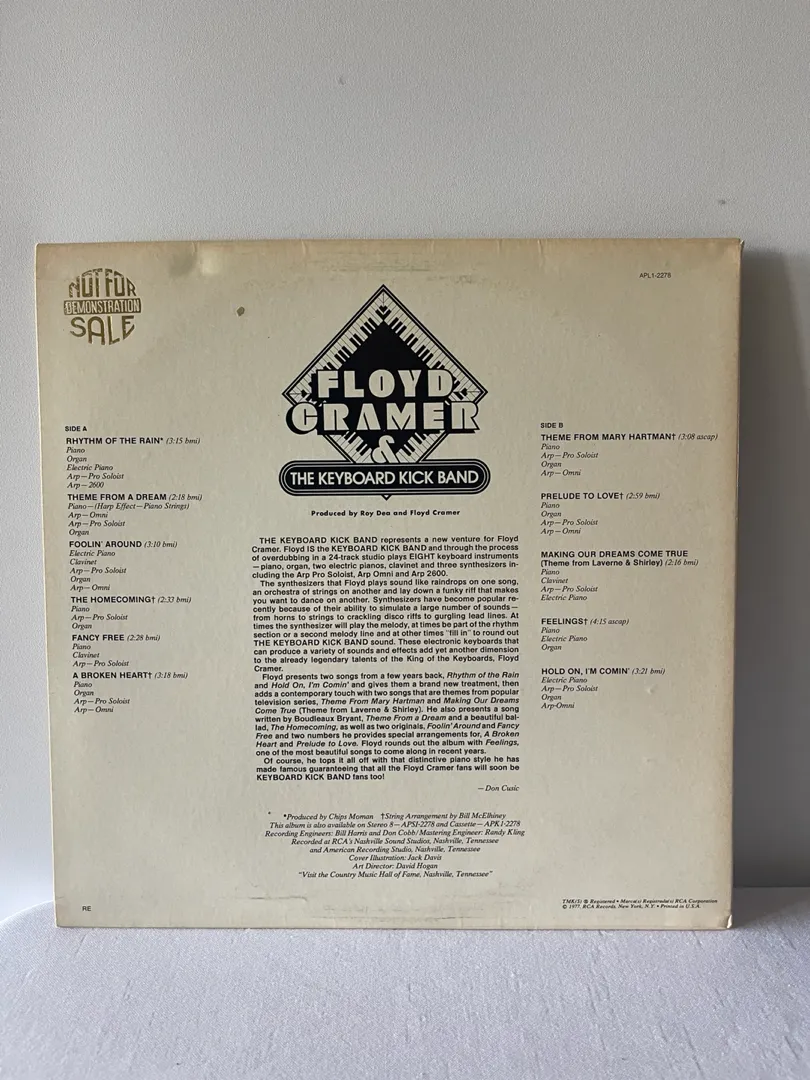 NOT FOR
DEMONSTRATION
SALE
APL1-2278
FLOYD
CRAMER
&
THE KEYBOARD KICK BAND
Produced by Roy Dea and Floyd Cramer
SIDE A
RHYTHM OF THE RAIN* (3:15 bmi)
Piano
Organ
Electric Piano
Arp—Pro Soloist
Arp—2600
THEME FROM A DREAM (2:18 bmi)
Piano—(Harp Effect—Piano Strings)
Arp—Omni
Arp—Pro Soloist
Organ
FOOLIN' AROUND (3:10 bmi)
Electric Piano
Clavinet
Arp—Pro Soloist
Organ
Arp—Omni
THE HOMECOMING† (2:33 bmi)
Piano
Arp—Pro Soloist
Organ
FANCY FREE (2:28 bmi)
Piano
Clavinet
Arp—Pro Soloist
A BROKEN HEART† (3:18 bmi)
Piano
Organ
Arp—Pro Soloist
Arp—Omni
THE KEYBOARD KICK BAND represents a new venture for Floyd
Cramer. Floyd IS the KEYBOARD KICK BAND and through the process
of overdubbing in a 24-track studio plays EIGHT keyboard instruments
—piano, organ, two electric pianos, clavinet and three synthesizers in-
cluding the Arp Pro Soloist, Arp Omni and Arp 2600.
The synthesizers that Floyd plays sound like raindrops on one song,
an orchestra of strings on another and lay down a funky riff that makes
you want to dance on another. Synthesizers have become popular re-
cently because of their ability to simulate a large number of sounds—
from horns to strings to crackling disco riffs to gurgling lead lines. At
times the synthesizer will play the melody, at times be part of the rhythm
section or a second melody line and at other times "fill in" to round out
THE KEYBOARD KICK BAND sound. These electronic keyboards that
can produce a variety of sounds and effects add yet another dimension
to the already legendary talents of the King of the Keyboards, Floyd
Cramer.
Floyd presents two songs from a few years back, Rhythm of the Rain
and Hold On, I'm Comin' and gives them a brand new treatment, then
adds a contemporary touch with two songs that are themes from popular
television series, Theme From Mary Hartman and Making Our Dreams
Come True (Theme from Laverne & Shirley). He also presents a song
written by Boudleaux Bryant, Theme From a Dream and a beautiful bal-
lad, The Homecoming, as well as two originals, Foolin' Around and Fancy
Free and two numbers he provides special arrangements for, A Broken
Heart and Prelude to Love. Floyd rounds out the album with Feelings,
one of the most beautiful songs to come along in recent years.
Of course, he tops it all off with that distinctive piano style he has
made famous guaranteeing that all the Floyd Cramer fans will soon be
KEYBOARD KICK BAND fans too!
—Don Cusic
SIDE B
THEME FROM MARY HARTMAN† (3:08 ascap)
Piano
Arp—Pro Soloist
Organ
Arp—Omni
PRELUDE TO LOVE† (2:59 bmi)
Piano
Organ
Arp—Pro Soloist
Arp—Omni
MAKING OUR DREAMS COME TRUE
(Theme from Laverne & Shirley) (2:16 bmi)
Piano
Clavinet
Arp—Pro Soloist
Electric Piano
FEELINGS† (4:15 ascap)
Piano
Electric Piano
Organ
HOLD ON, I'M COMIN' (3:21 bmi)
Electric Piano
Arp—Pro Soloist
Organ
Arp-Omni
*Produced by Chips Moman †String Arrangement by Bill McElhiney
This album is also available on Stereo 8—APS1-2278 and Cassette—APK1-2278
Recording Engineers: Bill Harris and Don Cobb/Mastering Engineer: Randy Kling
Recorded at RCA's Nashville Sound Studios, Nashville, Tennessee
and American Recording Studio, Nashville, Tennessee
Cover Illustration: Jack Davis
Art Director: David Hogan
"Visit the Country Music Hall of Fame, Nashville, Tennessee"
RE
TMK(S) ® Registered • Marca(s) Registrada(s) RCA Corporation
© 1977, RCA Records, New York, N.Y. • Printed in U.S.A.